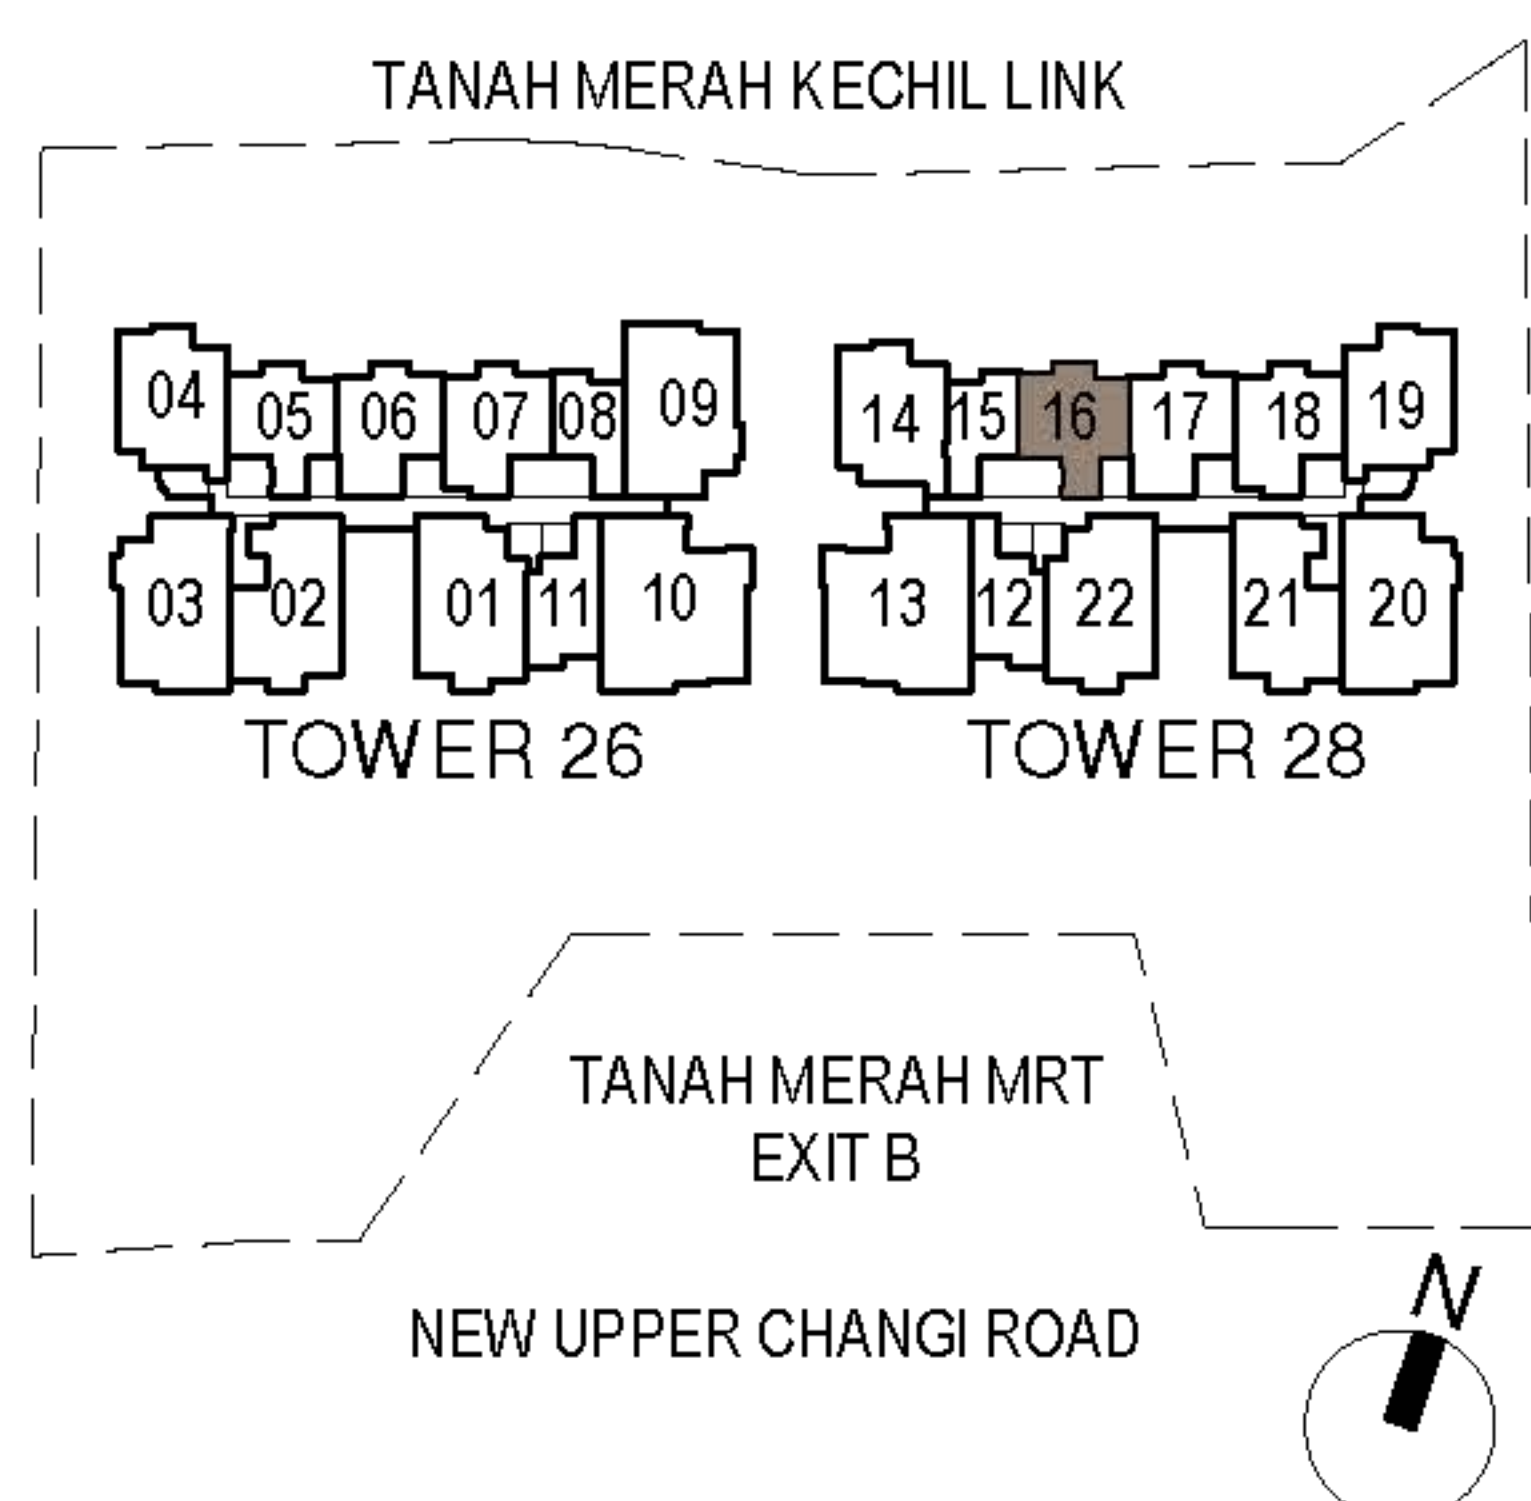 TANAH MERAH KECHIL LINK
04 05 06 07 08 09 14 15 16 17 18 19
03 02 01 11 10 13 12 22 21 20
TOWER 26 TOWER 28
TANAH MERAH MRT
EXIT B
NEW UPPER CHANGI ROAD
N